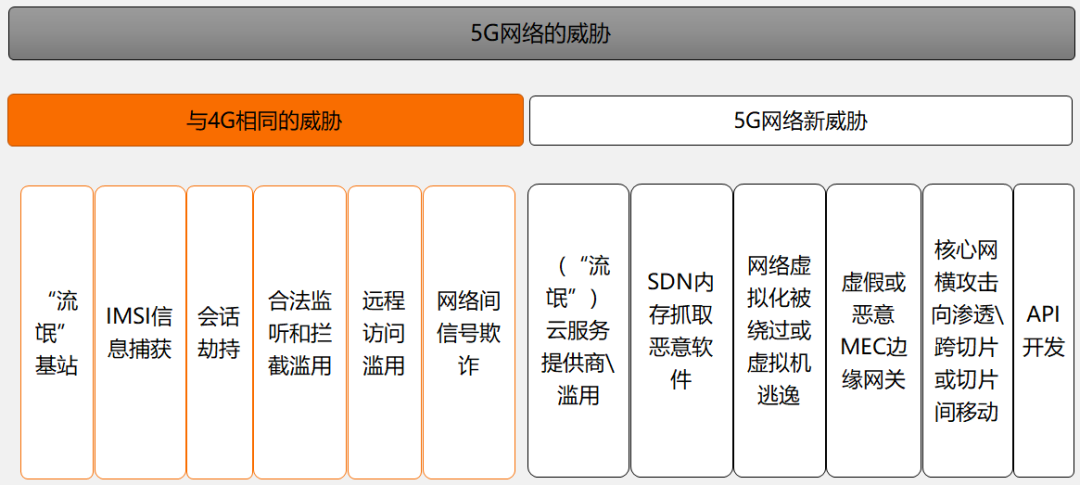 5G网络的威胁
与4G相同的威胁
5G网络新威胁
“流
氓”
基站
IMSI信
息捕获
会话
劫持
合法监
听和拦
截滥用
远程
访问
滥用
网络间
信号欺
诈
（“流
氓”）
云服务
提供商\
滥用
SDN内
存抓取
恶意软
件
网络虚
拟化被
绕过或
虚拟机
逃逸
虚假或
恶意
MEC边
缘网关
核心网
横攻击
向渗透\
跨切片
或切片
间移动
API
开发